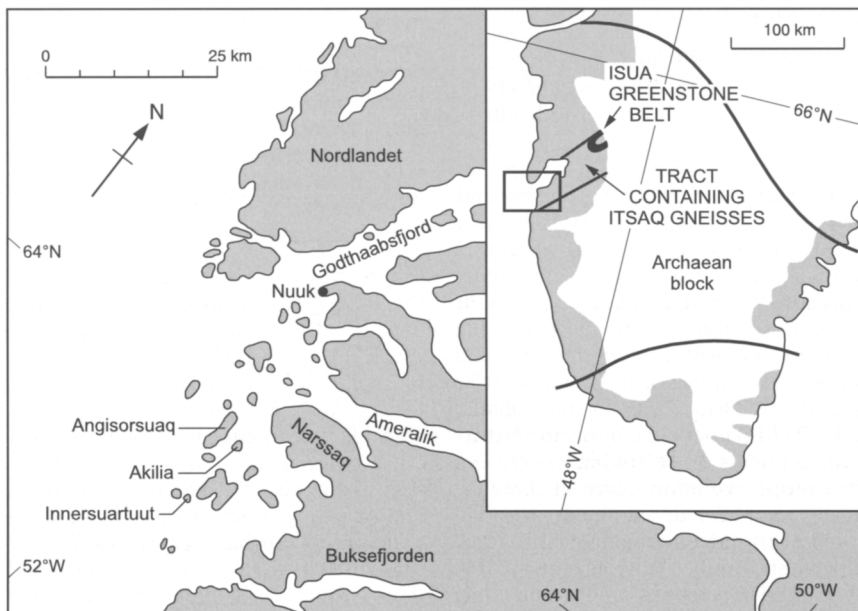 0
25 km
N
Nordlandet
64°N
Godthaabsfjord
Nuuk
Angisorsuaq
Akilia
Innersuartuut
Narssaq
Ameralik
52°W
Buksefjorden
64°N
50°W
100 km
ISUA
GREENSTONE
BELT
66°N
TRACT
CONTAINING
ITSAQ GNEISSES
Archaean
block
48°W